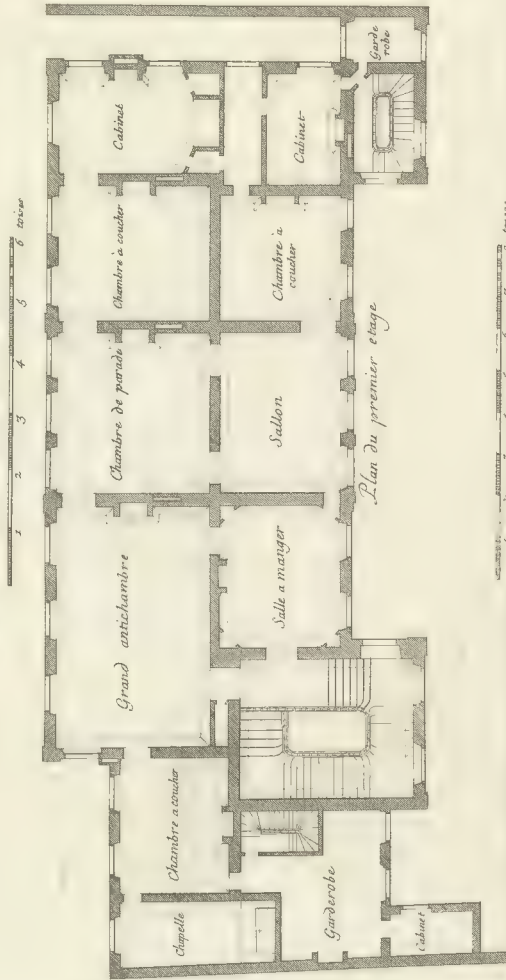 1 2 3 4 5 6 toises
Chapelle
Chambre a coucher
Grand antichambre
Chambre de parade
Chambre à coucher
Cabinet
Garderobe
Cabinet
Salle a manger
Sallon
Chambre à
coucher
Cabinet-
Garde
robe
Plan du premier etage